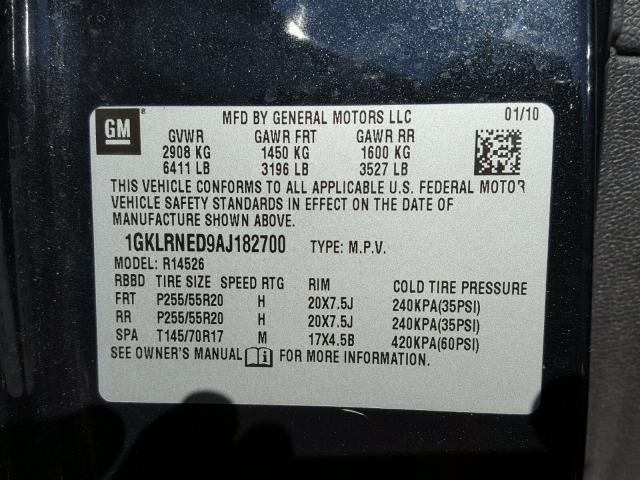 GM ® MFD BY GENERAL MOTORS LLC 01/10
GVWR GAWR FRT GAWR RR
2908 KG 1450 KG 1600 KG
6411 LB 3196 LB 3527 LB
THIS VEHICLE CONFORMS TO ALL APPLICABLE U.S. FEDERAL MOTOR
VEHICLE SAFETY STANDARDS IN EFFECT ON THE DATE OF
MANUFACTURE SHOWN ABOVE.
1GKLRNED9AJ182700 TYPE: M.P.V.
MODEL: R14526
RBBD TIRE SIZE SPEED RTG RIM COLD TIRE PRESSURE
FRT P255/55R20 H 20X7.5J 240KPA(35PSI)
RR P255/55R20 H 20X7.5J 240KPA(35PSI)
SPA T145/70R17 M 17X4.5B 420KPA(60PSI)
SEE OWNER'S MANUAL FOR MORE INFORMATION.